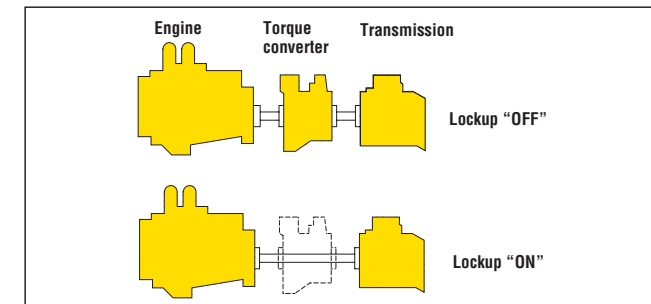 Engine
Torque
converter
Transmission
Lockup “OFF”
Lockup “ON”